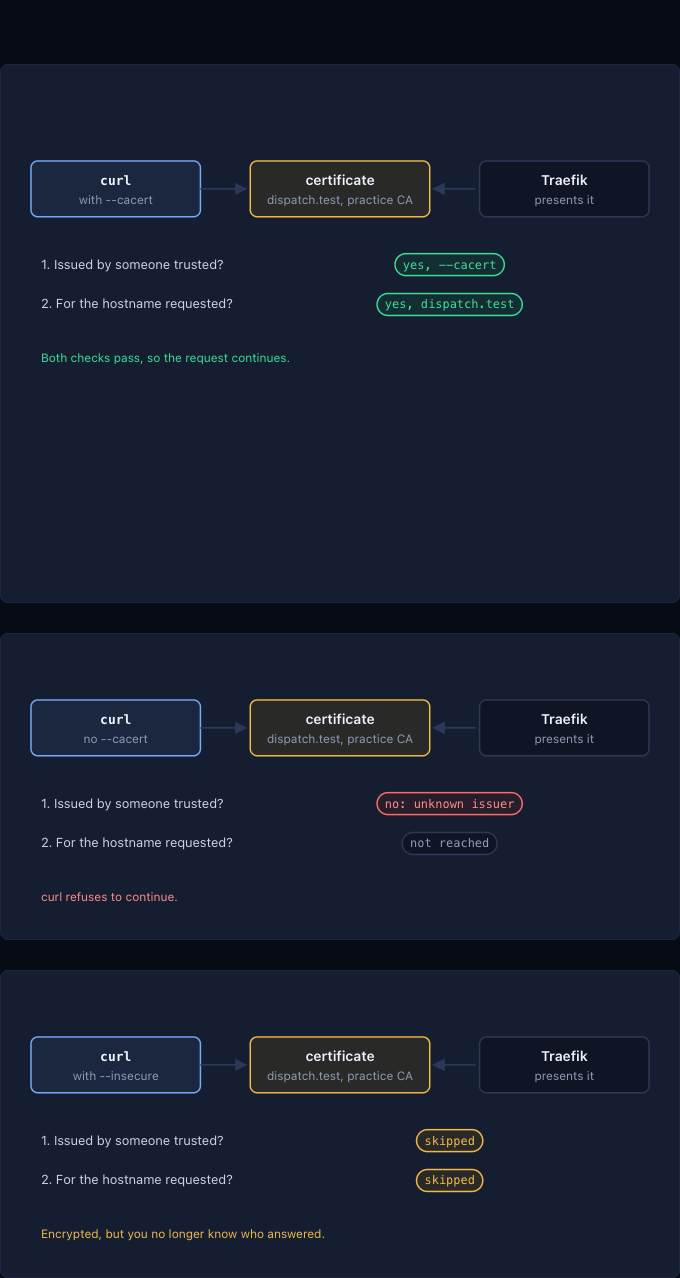 curl
with --cacert
certificate
dispatch.test, practice CA
Traefik
presents it
1. Issued by someone trusted?
yes, --cacert
2. For the hostname requested?
yes, dispatch.test
Both checks pass, so the request continues.
curl
no --cacert
certificate
dispatch.test, practice CA
Traefik
presents it
1. Issued by someone trusted?
no: unknown issuer
2. For the hostname requested?
not reached
curl refuses to continue.
curl
with --insecure
certificate
dispatch.test, practice CA
Traefik
presents it
1. Issued by someone trusted?
skipped
2. For the hostname requested?
skipped
Encrypted, but you no longer know who answered.